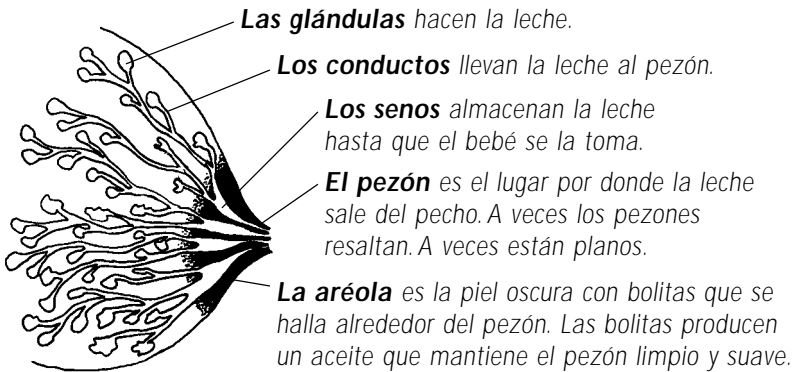 Las glándulas hacen la leche.
Los conductos llevan la leche al pezón.
Los senos almacenan la leche
hasta que el bebé se la toma.
El pezón es el lugar por donde la leche
sale del pecho. A veces los pezones
resaltan. A veces están planos.
La aréola es la piel oscura con bolitas que se
halla alrededor del pezón. Las bolitas producen
un aceite que mantiene el pezón limpio y suave.